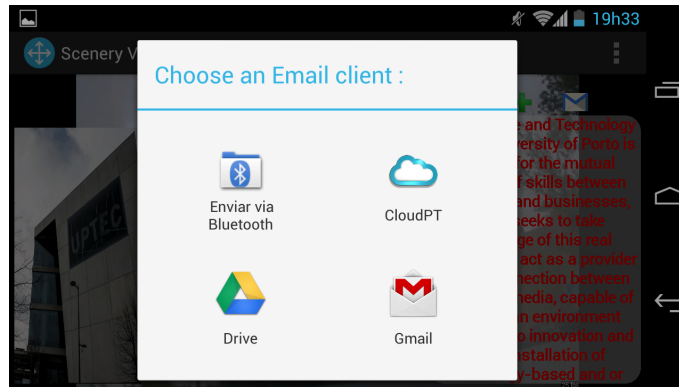 19h33
Scenery V
Choose an Email client :
Enviar via
Bluetooth
CloudPT
Drive
Gmail
UPTEC
e and Technology
versity of Porto is
for the mutual
f skills between
and businesses,
seeks to take
ge of this real
act as a provider
nection between
media, capable of
n environment
o innovation and
nstallation of
y-based and or